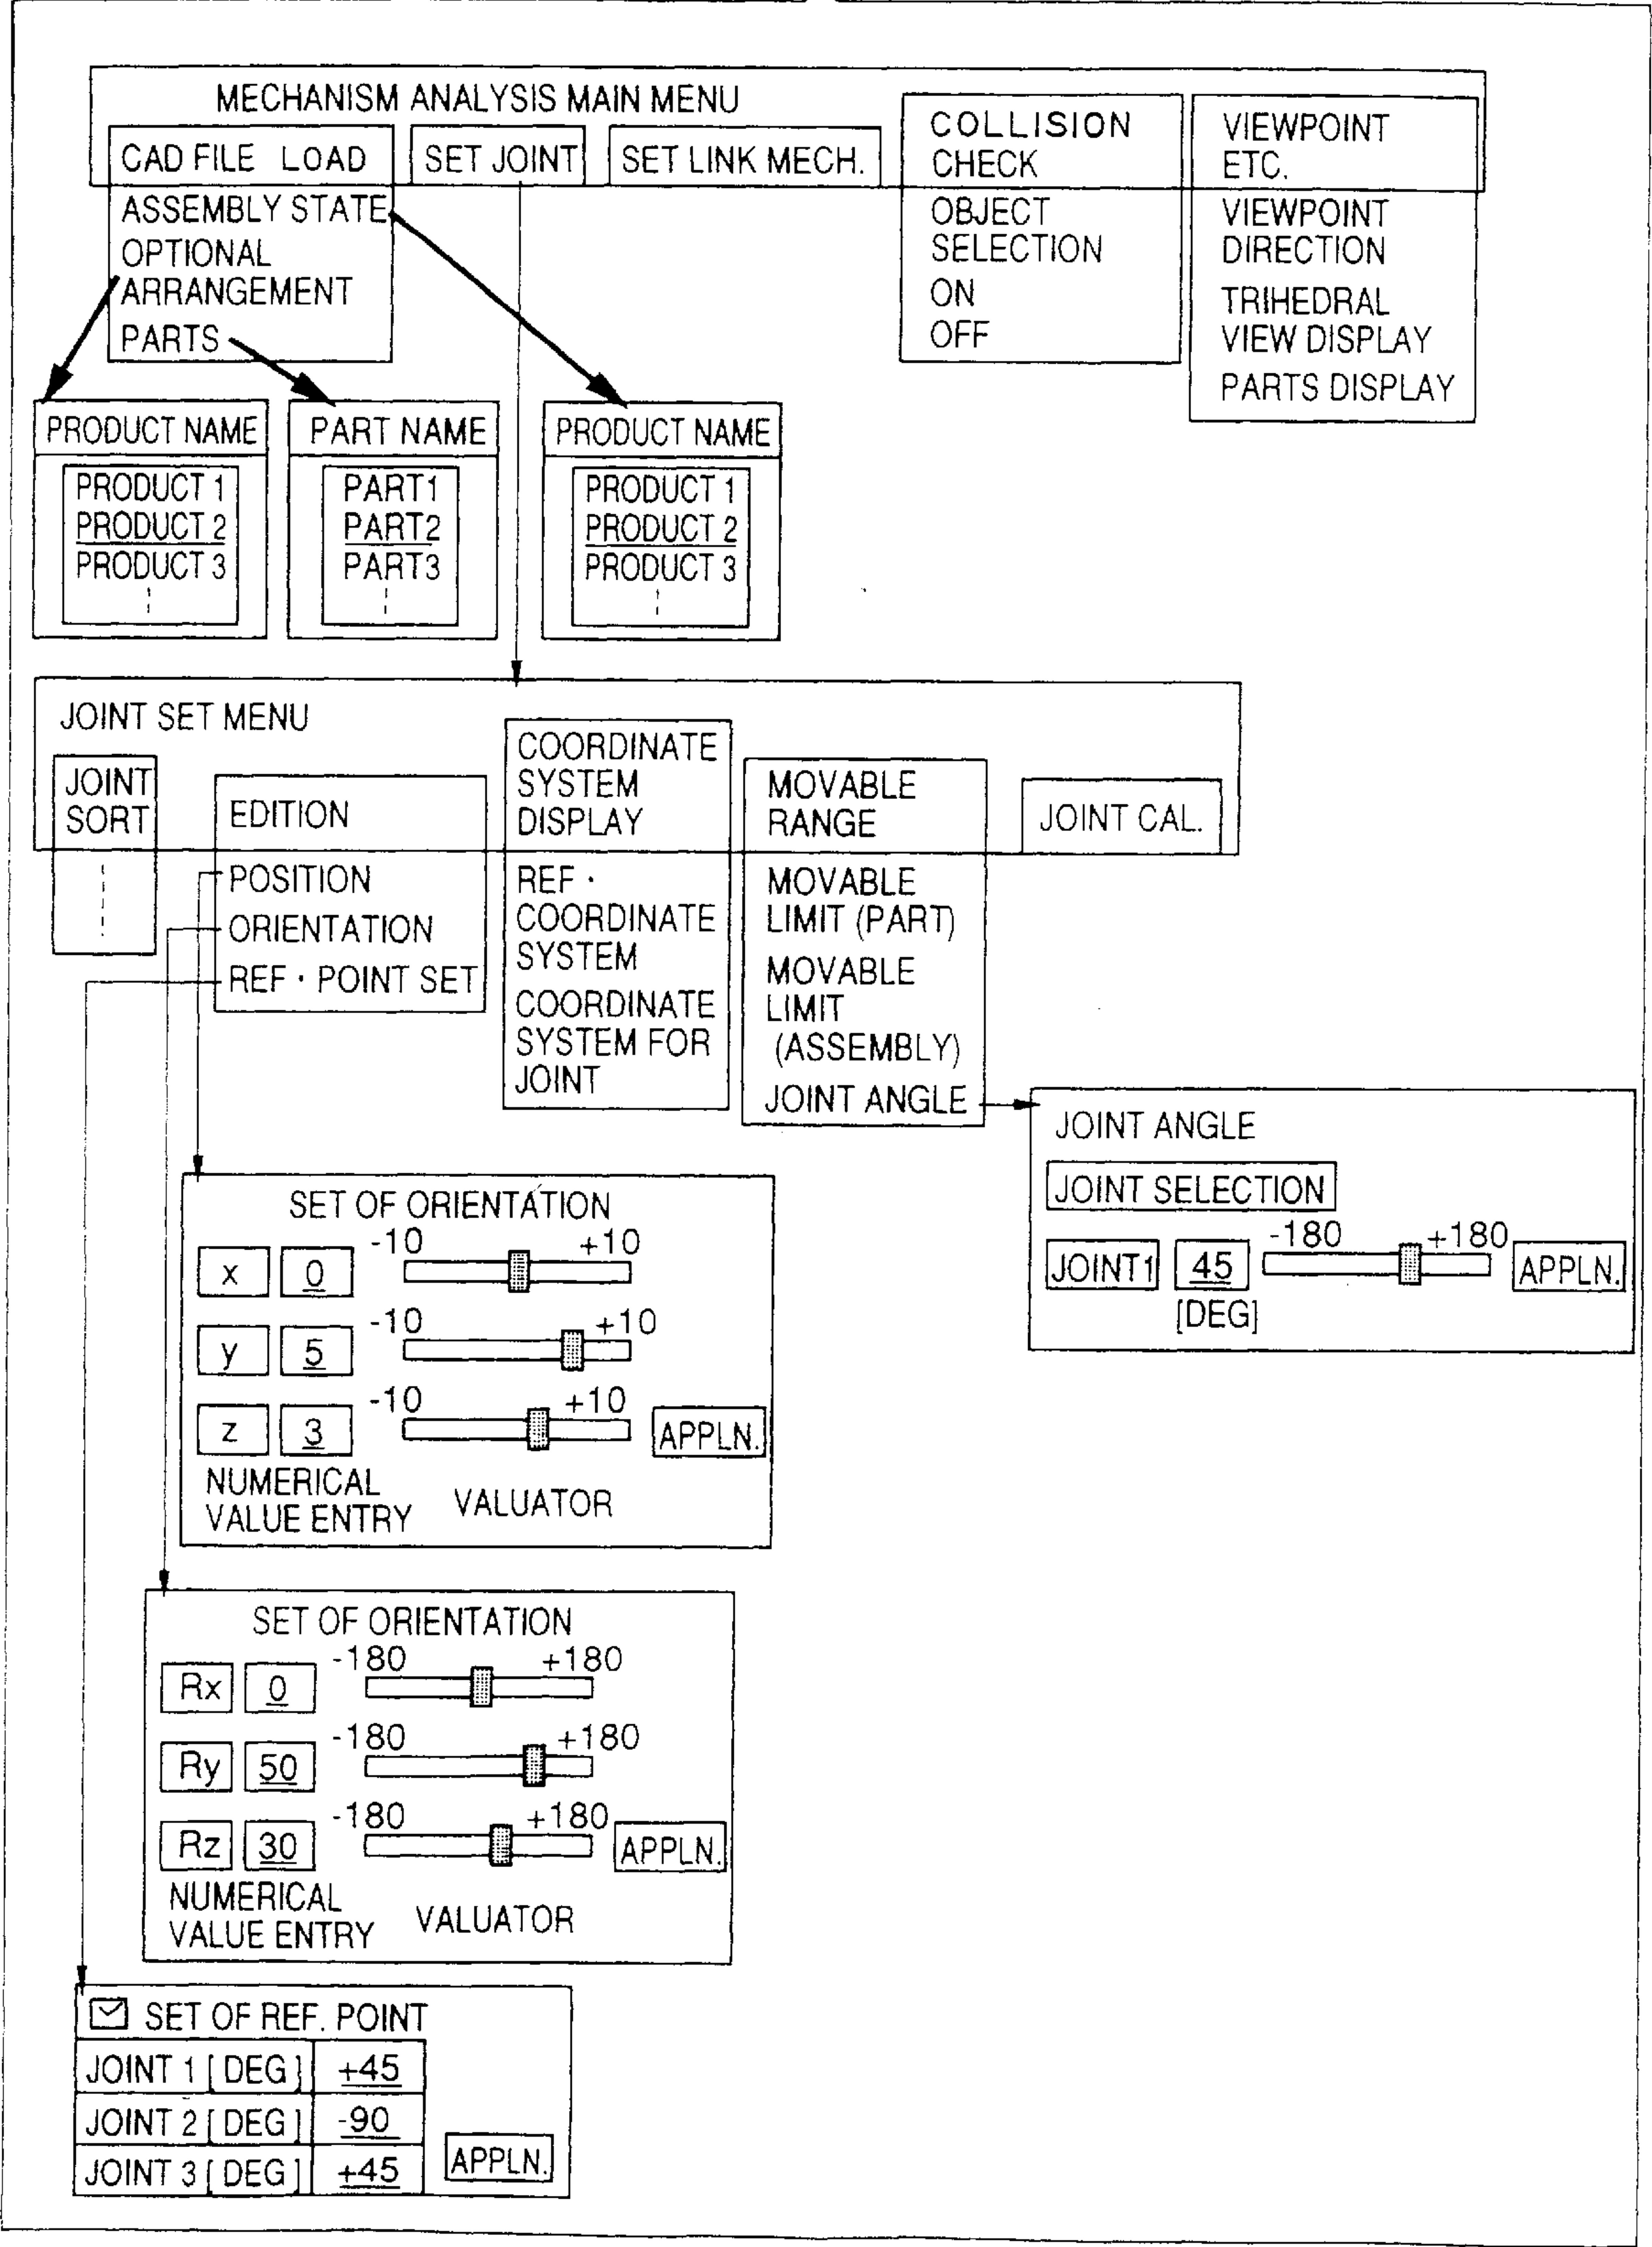 MECHANISM ANALYSIS MAIN MENU
CAD FILE LOAD
SET JOINT
SET LINK MECH.
COLLISION
CHECK
VIEWPOINT
ETC.
ASSEMBLY STATE
OPTIONAL
ARRANGEMENT
PARTS
OBJECT
SELECTION
ON
OFF
VIEWPOINT
DIRECTION
TRIHEDRAL
VIEW DISPLAY
PARTS DISPLAY
PRODUCT NAME
PRODUCT 1
PRODUCT 2
PRODUCT 3
PART NAME
PART1
PART2
PART3
PRODUCT NAME
PRODUCT 1
PRODUCT 2
PRODUCT 3
JOINT SET MENU
JOINT
SORT
EDITION
POSITION
ORIENTATION
REF · POINT SET
COORDINATE
SYSTEM
DISPLAY
REF ·
COORDINATE
SYSTEM
COORDINATE
SYSTEM FOR
JOINT
MOVABLE
RANGE
MOVABLE
LIMIT (PART)
MOVABLE
LIMIT
(ASSEMBLY)
JOINT ANGLE
JOINT CAL.
JOINT ANGLE
JOINT SELECTION
-180 +180
JOINT1 45 APPLN.
[DEG]
SET OF ORIENTATION
-10 +10
x 0
-10 +10
y 5
-10 +10
z 3 APPLN.
NUMERICAL
VALUE ENTRY VALUATOR
SET OF ORIENTATION
-180 +180
Rx 0
-180 +180
Ry 50
-180 +180
Rz 30 APPLN.
NUMERICAL
VALUE ENTRY VALUATOR
SET OF REF. POINT
JOINT 1 [DEG] +45
JOINT 2 [DEG] -90
JOINT 3 [DEG] +45
APPLN.